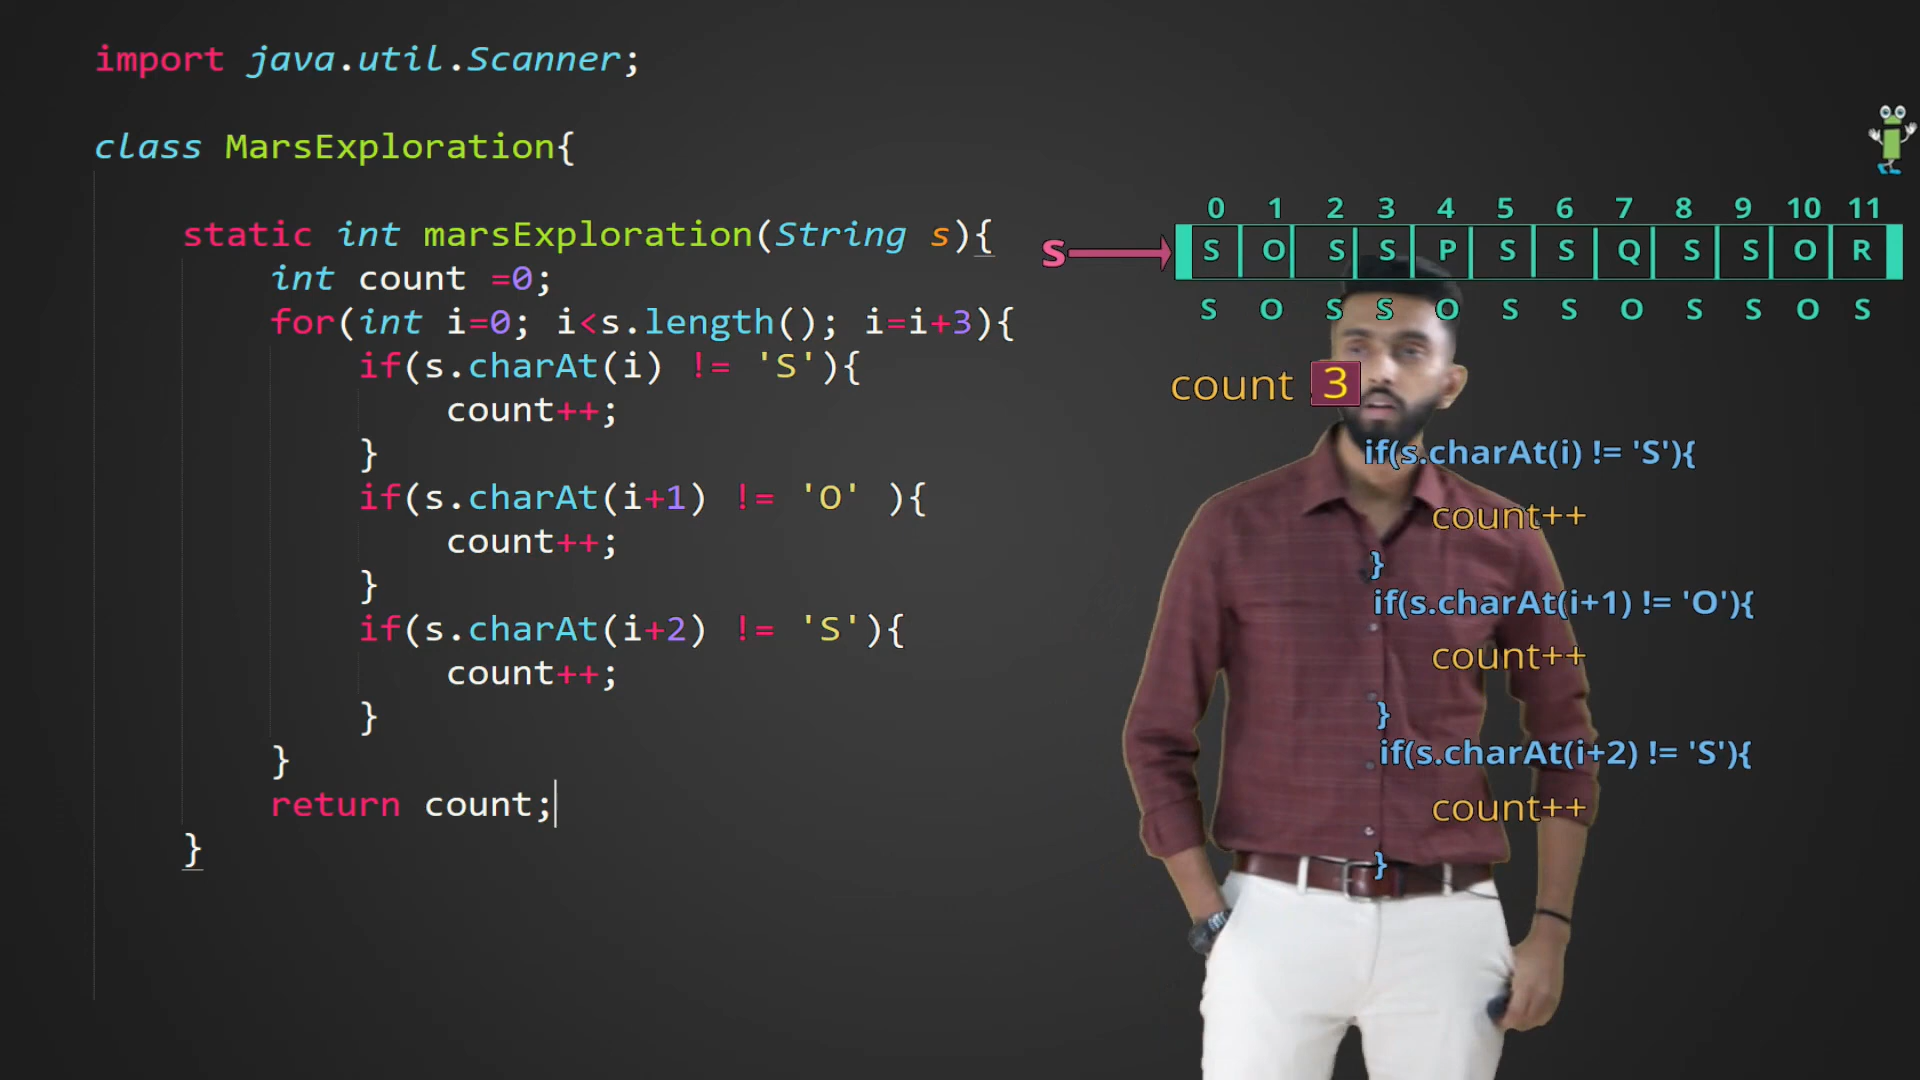 import java.util.Scanner;
class MarsExploration{
static int marsExploration(String s){
int count =0;
for(int i=0; i<s.length(); i=i+3){
if(s.charAt(i) != 'S'){
count++;
}
if(s.charAt(i+1) != 'O' ){
count++;
}
if(s.charAt(i+2) != 'S'){
count++;
}
}
return count;
}
0 1 2 3 4 5 6 7 8 9 10 11
S S O S S P S S Q S S O R
S O S S O S S O S S O S
count 3
if(s.charAt(i) != 'S'){
count++
}
if(s.charAt(i+1) != 'O'){
count++
}
if(s.charAt(i+2) != 'S'){
count++
}